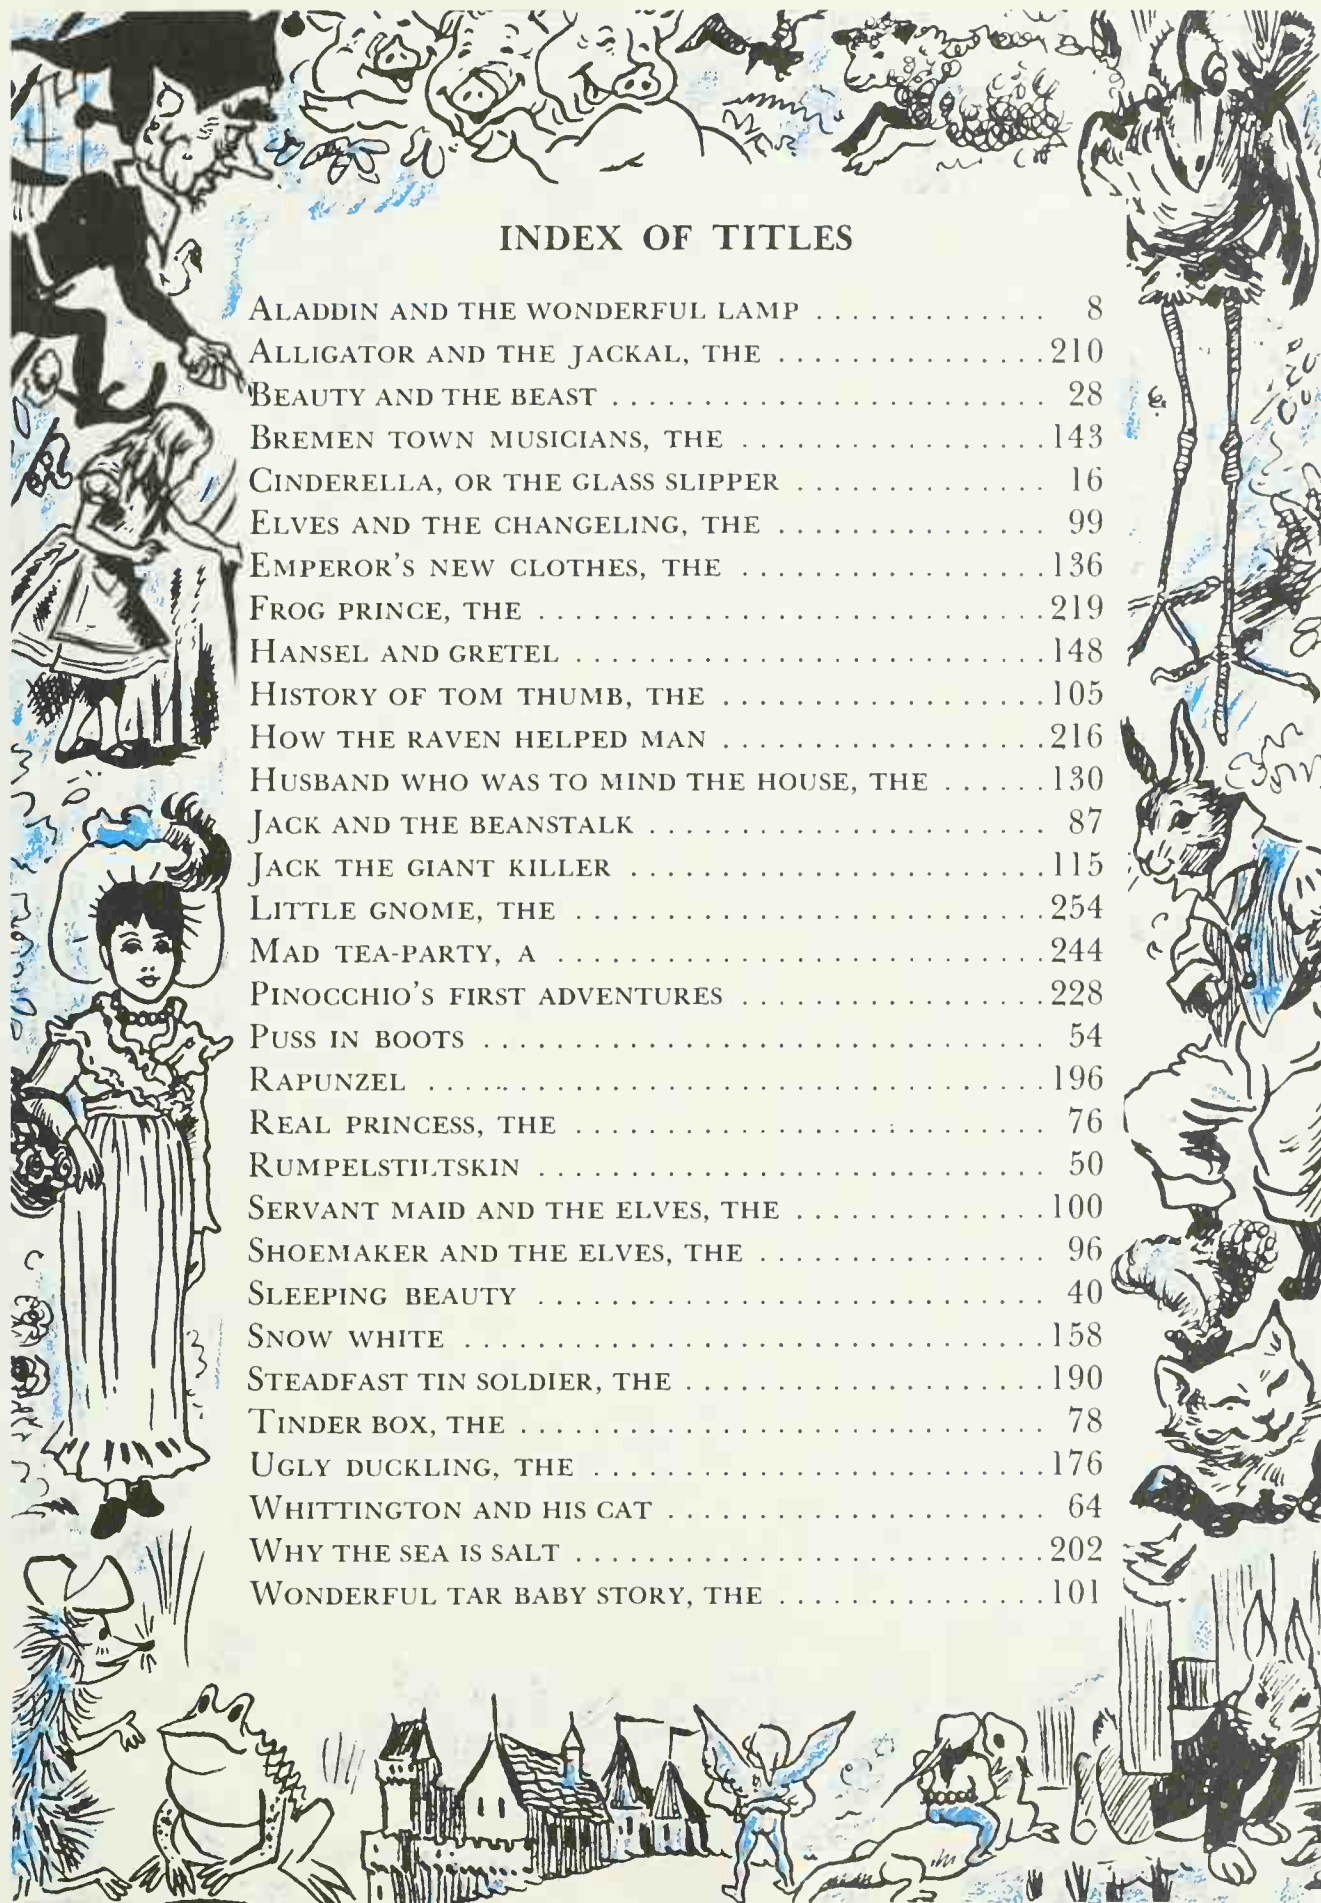 INDEX OF TITLES
ALADDIN AND THE WONDERFUL LAMP . . . . . . . . . . . . . 8
ALLIGATOR AND THE JACKAL, THE . . . . . . . . . . . . . . . 210
BEAUTY AND THE BEAST . . . . . . . . . . . . . . . . . . . . . . . . 28
BREMEN TOWN MUSICIANS, THE . . . . . . . . . . . . . . . . . 143
CINDERELLA, OR THE GLASS SLIPPER . . . . . . . . . . . . . . 16
ELVES AND THE CHANGELING, THE . . . . . . . . . . . . . . . . 99
EMPEROR'S NEW CLOTHES, THE . . . . . . . . . . . . . . . . . 136
FROG PRINCE, THE . . . . . . . . . . . . . . . . . . . . . . . . . . . . 219
HANSEL AND GRETEL . . . . . . . . . . . . . . . . . . . . . . . . . . 148
HISTORY OF TOM THUMB, THE . . . . . . . . . . . . . . . . . . . 105
HOW THE RAVEN HELPED MAN . . . . . . . . . . . . . . . . . . 216
HUSBAND WHO WAS TO MIND THE HOUSE, THE . . . . . . 130
JACK AND THE BEANSTALK . . . . . . . . . . . . . . . . . . . . . . 87
JACK THE GIANT KILLER . . . . . . . . . . . . . . . . . . . . . . . 115
LITTLE GNOME, THE . . . . . . . . . . . . . . . . . . . . . . . . . . 254
MAD TEA-PARTY, A . . . . . . . . . . . . . . . . . . . . . . . . . . . 244
PINOCCHIO'S FIRST ADVENTURES . . . . . . . . . . . . . . . . . 228
PUSS IN BOOTS . . . . . . . . . . . . . . . . . . . . . . . . . . . . . . . 54
RAPUNZEL . . . . . . . . . . . . . . . . . . . . . . . . . . . . . . . . . . 196
REAL PRINCESS, THE . . . . . . . . . . . . . . . . . . . . . . . . . . 76
RUMPELSTILTSKIN . . . . . . . . . . . . . . . . . . . . . . . . . . . . 50
SERVANT MAID AND THE ELVES, THE . . . . . . . . . . . . . . 100
SHOEMAKER AND THE ELVES, THE . . . . . . . . . . . . . . . . 96
SLEEPING BEAUTY . . . . . . . . . . . . . . . . . . . . . . . . . . . . 40
SNOW WHITE . . . . . . . . . . . . . . . . . . . . . . . . . . . . . . . . 158
STEADFAST TIN SOLDIER, THE . . . . . . . . . . . . . . . . . . . . 190
TINDER BOX, THE . . . . . . . . . . . . . . . . . . . . . . . . . . . . . 78
UGLY DUCKLING, THE . . . . . . . . . . . . . . . . . . . . . . . . . 176
WHITTINGTON AND HIS CAT . . . . . . . . . . . . . . . . . . . . . 64
WHY THE SEA IS SALT . . . . . . . . . . . . . . . . . . . . . . . . . . 202
WONDERFUL TAR BABY STORY, THE . . . . . . . . . . . . . . . 101